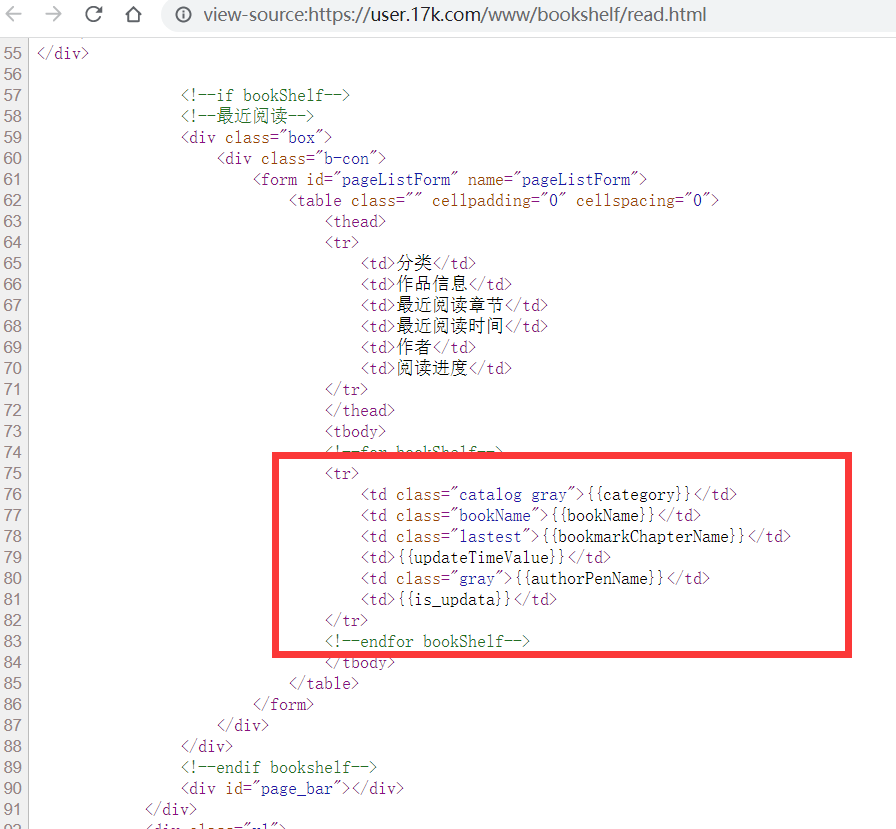 view-source:https://user.17k.com/www/bookshelf/read.html
55 </div>
56
57 <!--if bookShelf-->
58 <!--最近阅读-->
59 <div class="box">
60 <div class="b-con">
61 <form id="pageListForm" name="pageListForm">
62 <table class="" cellpadding="0" cellspacing="0">
63 <thead>
64 <tr>
65 <td>分类</td>
66 <td>作品信息</td>
67 <td>最近阅读章节</td>
68 <td>最近阅读时间</td>
69 <td>作者</td>
70 <td>阅读进度</td>
71 </tr>
72 </thead>
73 <tbody>
74 <!--for bookShelf-->
75 <tr>
76 <td class="catalog gray">{{category}}</td>
77 <td class="bookName">{{bookName}}</td>
78 <td class="lastest">{{bookmarkChapterName}}</td>
79 <td>{{updateTimeValue}}</td>
80 <td class="gray">{{authorPenName}}</td>
81 <td>{{is_updata}}</td>
82 </tr>
83 <!--endfor bookShelf-->
84 </tbody>
85 </table>
86 </form>
87 </div>
88 </div>
89 <!--endif bookshelf-->
90 <div id="page_bar"></div>
91 </div>